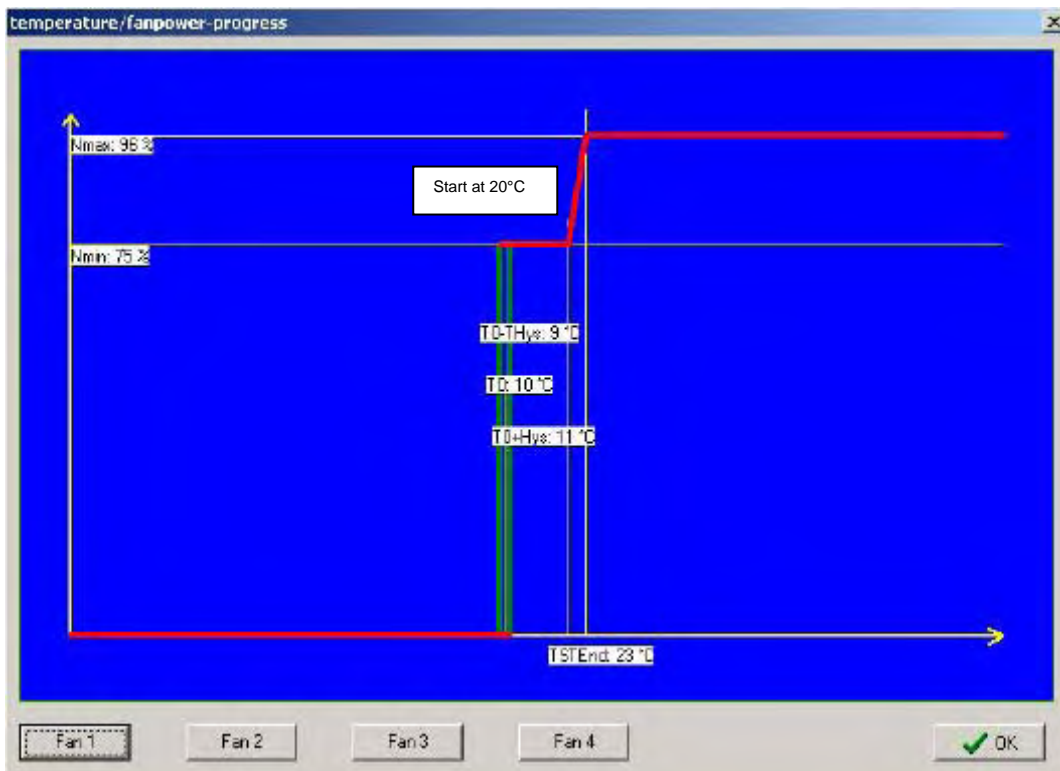 temperature/fanpower-progress
Nmax: 96 %
Start at 20°C
Nmin: 75 %
T0-THys: 9 °C
T0: 10 °C
T0+Hys: 11 °C
TSTEnd: 23 °C
Fan 1
Fan 2
Fan 3
Fan 4
OK